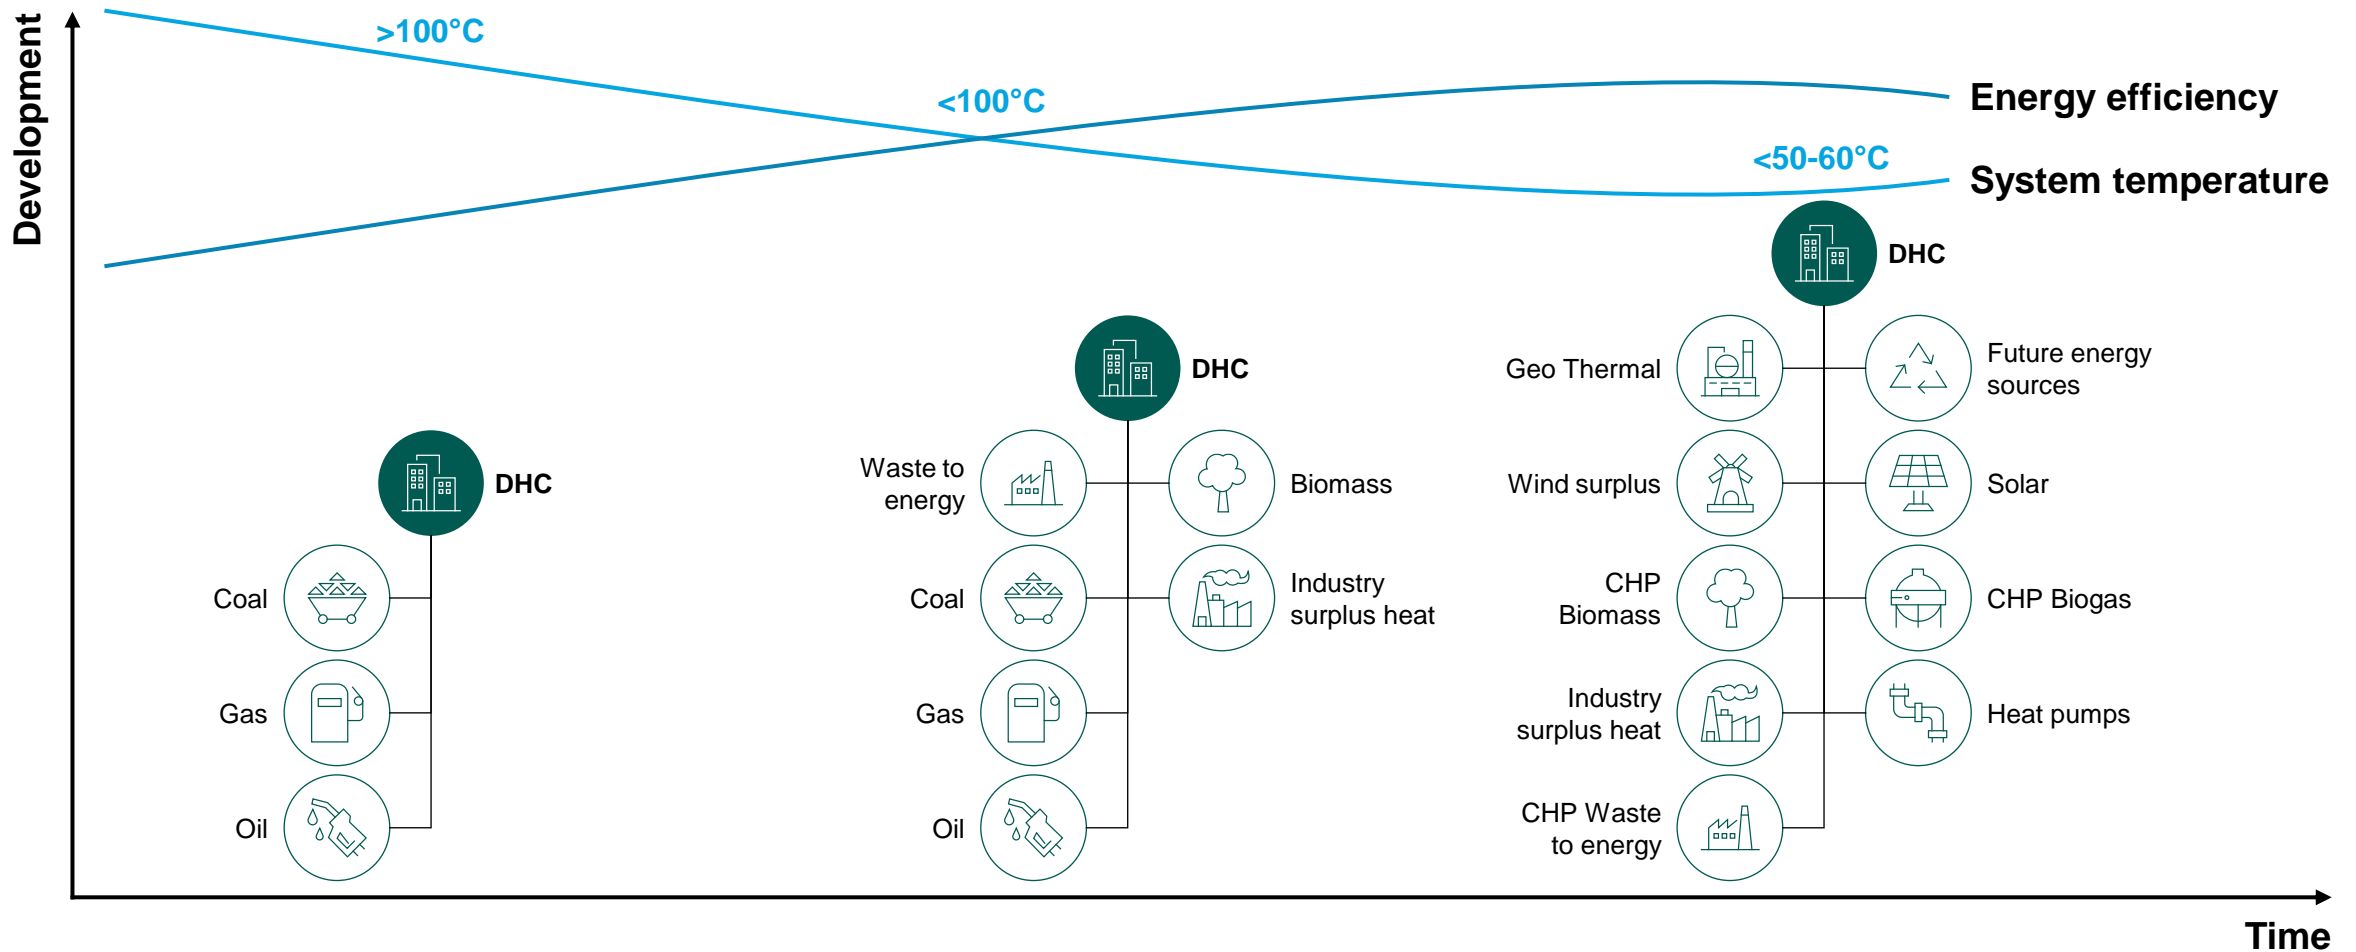 Development
>100°C
<100°C
<50-60°C
Energy efficiency
System temperature
DHC
Coal
Gas
Oil
DHC
Waste to
energy
Biomass
Coal
Industry
surplus heat
Gas
Oil
DHC
Geo Thermal
Future energy
sources
Wind surplus
Solar
CHP
Biomass
CHP Biogas
Industry
surplus heat
Heat pumps
CHP Waste
to energy
Time